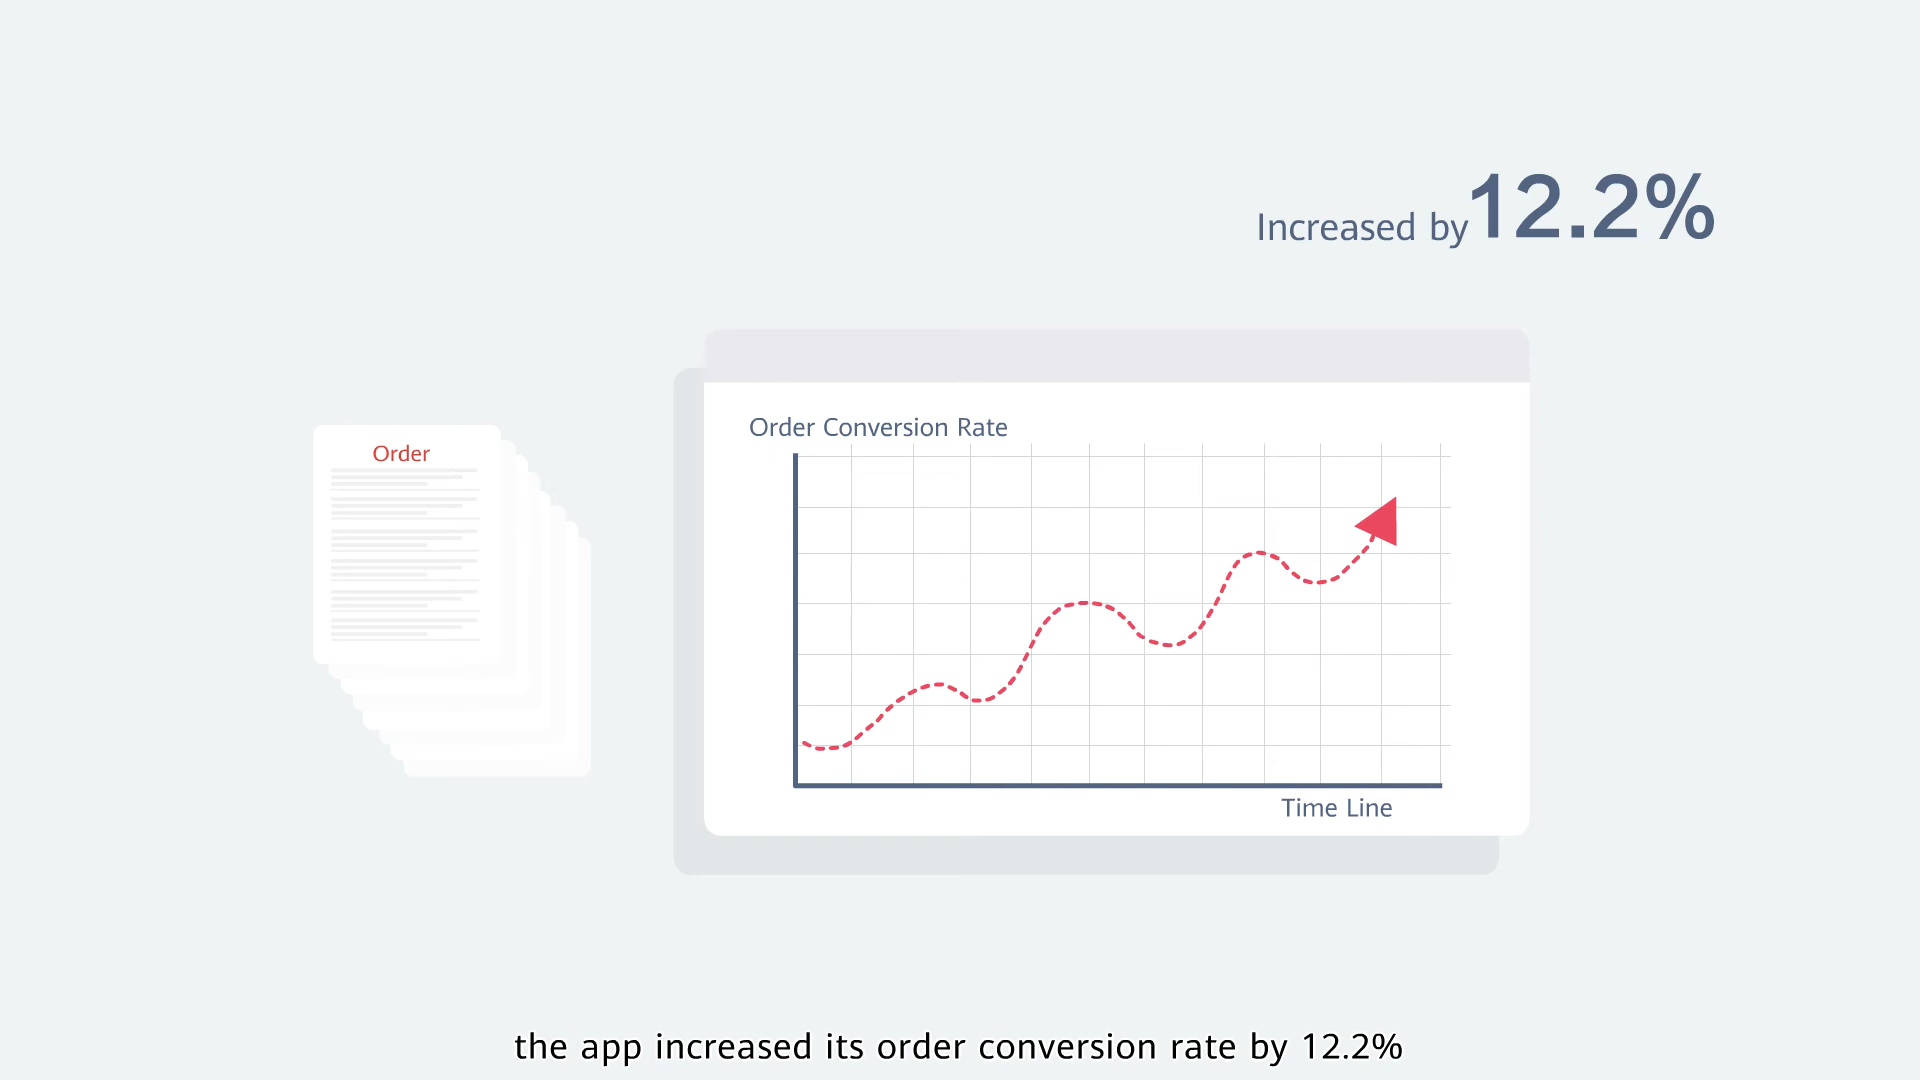 Increased by 12.2%
Order Conversion Rate
Order
Time Line
the app increased its order conversion rate by 12.2%